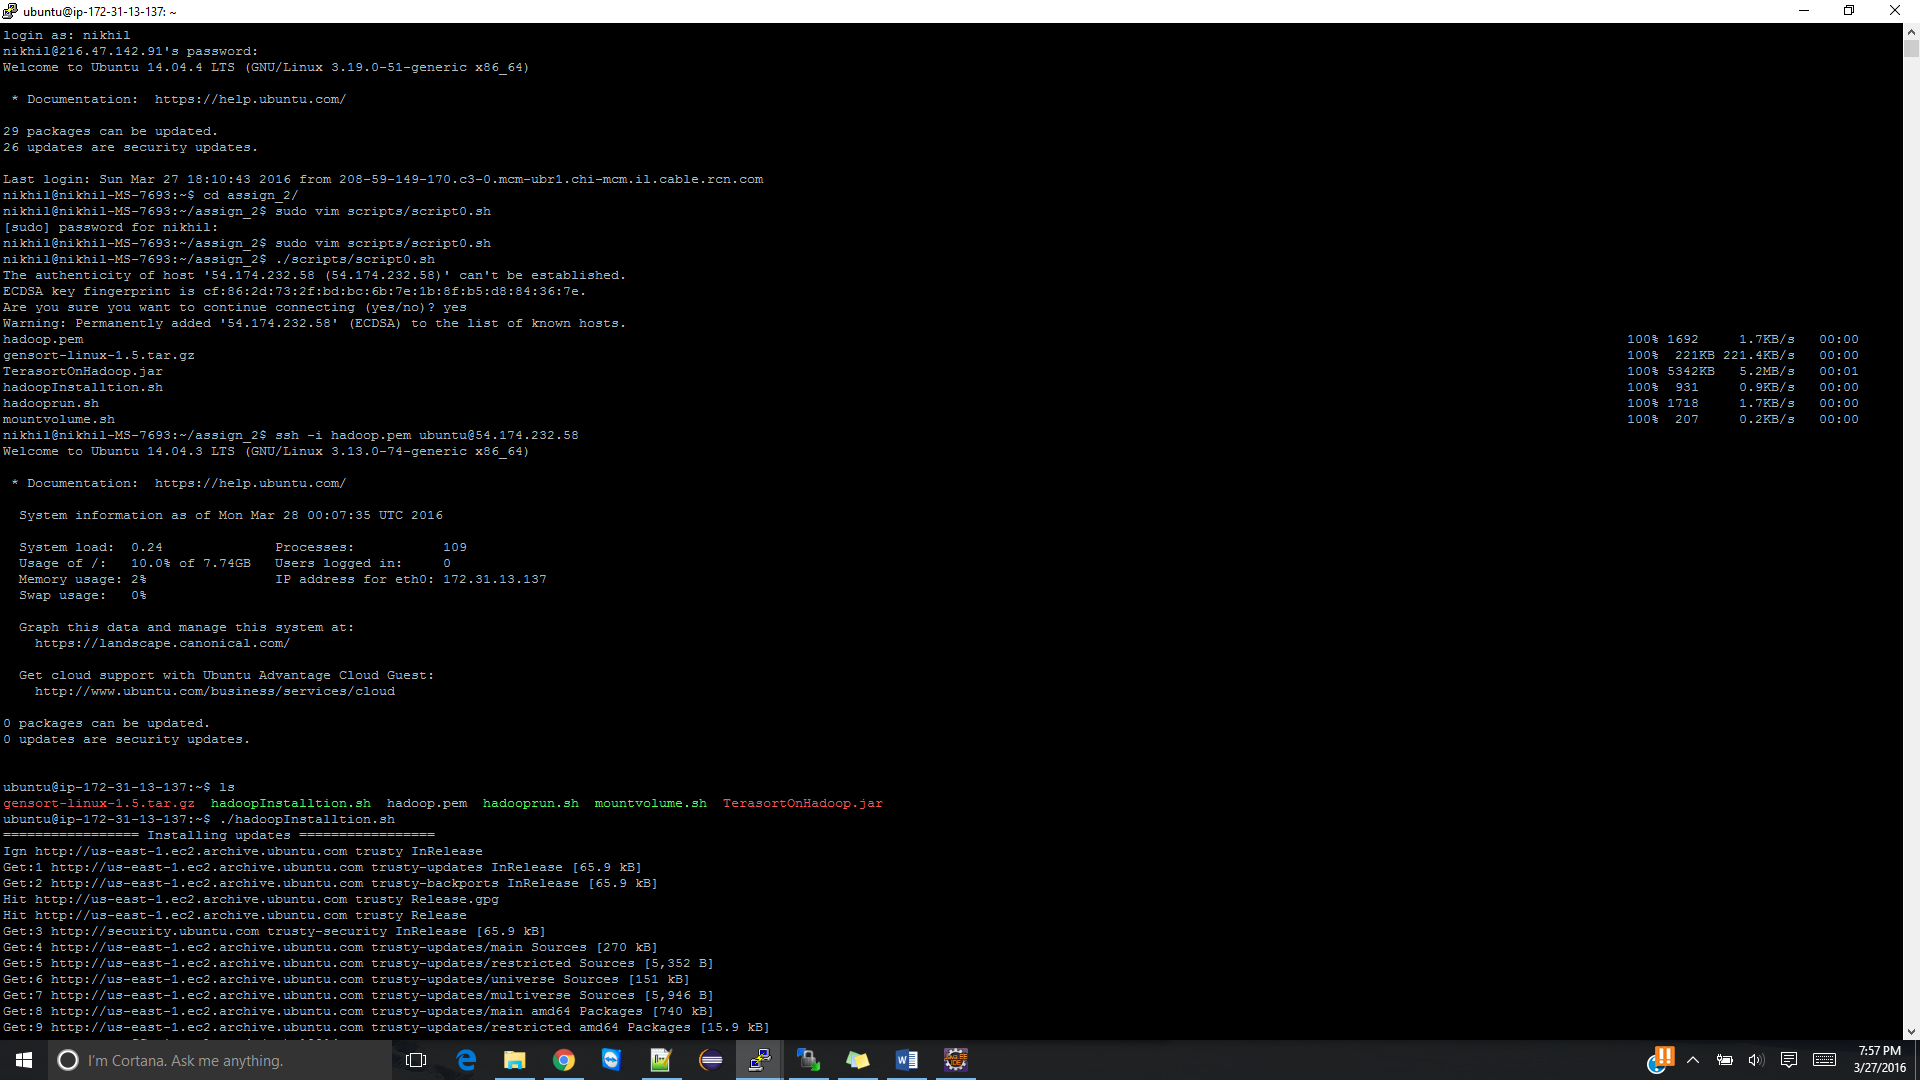 ubuntu@ip-172-31-13-137: ~
login as: nikhil
nikhil@216.47.142.91's password:
Welcome to Ubuntu 14.04.4 LTS (GNU/Linux 3.19.0-51-generic x86_64)
* Documentation:  https://help.ubuntu.com/
29 packages can be updated.
26 updates are security updates.
Last login: Sun Mar 27 18:10:43 2016 from 208-59-149-170.c3-0.mcm-ubr1.chi-mcm.il.cable.rcn.com
nikhil@nikhil-MS-7693:~$ cd assign_2/
nikhil@nikhil-MS-7693:~/assign_2$ sudo vim scripts/script0.sh
[sudo] password for nikhil:
nikhil@nikhil-MS-7693:~/assign_2$ sudo vim scripts/script0.sh
nikhil@nikhil-MS-7693:~/assign_2$ ./scripts/script0.sh
The authenticity of host '54.174.232.58 (54.174.232.58)' can't be established.
ECDSA key fingerprint is cf:86:2d:73:2f:bd:bc:6b:7e:1b:8f:b5:d8:84:36:7e.
Are you sure you want to continue connecting (yes/no)? yes
Warning: Permanently added '54.174.232.58' (ECDSA) to the list of known hosts.
hadoop.pem 100% 1692 1.7KB/s 00:00
gensort-linux-1.5.tar.gz 100% 221KB 221.4KB/s 00:00
TerasortOnHadoop.jar 100% 5342KB 5.2MB/s 00:01
hadoopInstalltion.sh 100% 931 0.9KB/s 00:00
hadooprun.sh 100% 1718 1.7KB/s 00:00
mountvolume.sh 100% 207 0.2KB/s 00:00
nikhil@nikhil-MS-7693:~/assign_2$ ssh -i hadoop.pem ubuntu@54.174.232.58
Welcome to Ubuntu 14.04.3 LTS (GNU/Linux 3.13.0-74-generic x86_64)
* Documentation:  https://help.ubuntu.com/
System information as of Mon Mar 28 00:07:35 UTC 2016
System load:  0.24 Processes: 109
Usage of /:   10.0% of 7.74GB Users logged in: 0
Memory usage: 2% IP address for eth0: 172.31.13.137
Swap usage:   0%
Graph this data and manage this system at:
https://landscape.canonical.com/
Get cloud support with Ubuntu Advantage Cloud Guest:
http://www.ubuntu.com/business/services/cloud
0 packages can be updated.
0 updates are security updates.
ubuntu@ip-172-31-13-137:~$ ls
gensort-linux-1.5.tar.gz  hadoopInstalltion.sh  hadoop.pem  hadooprun.sh  mountvolume.sh  TerasortOnHadoop.jar
ubuntu@ip-172-31-13-137:~$ ./hadoopInstalltion.sh
================= Installing updates =================
Ign http://us-east-1.ec2.archive.ubuntu.com trusty InRelease
Get:1 http://us-east-1.ec2.archive.ubuntu.com trusty-updates InRelease [65.9 kB]
Get:2 http://us-east-1.ec2.archive.ubuntu.com trusty-backports InRelease [65.9 kB]
Hit http://us-east-1.ec2.archive.ubuntu.com trusty Release.gpg
Hit http://us-east-1.ec2.archive.ubuntu.com trusty Release
Get:3 http://security.ubuntu.com trusty-security InRelease [65.9 kB]
Get:4 http://us-east-1.ec2.archive.ubuntu.com trusty-updates/main Sources [270 kB]
Get:5 http://us-east-1.ec2.archive.ubuntu.com trusty-updates/restricted Sources [5,352 B]
Get:6 http://us-east-1.ec2.archive.ubuntu.com trusty-updates/universe Sources [151 kB]
Get:7 http://us-east-1.ec2.archive.ubuntu.com trusty-updates/multiverse Sources [5,946 B]
Get:8 http://us-east-1.ec2.archive.ubuntu.com trusty-updates/main amd64 Packages [740 kB]
Get:9 http://us-east-1.ec2.archive.ubuntu.com trusty-updates/restricted amd64 Packages [15.9 kB]
I'm Cortana. Ask me anything.
7:57 PM
3/27/2016